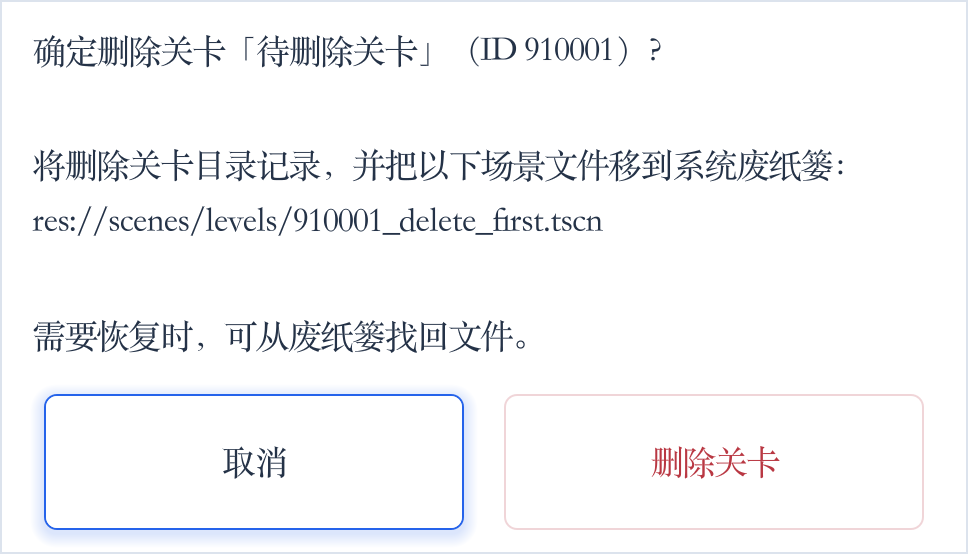 确定删除关卡「待删除关卡」（ID 910001）?
将删除关卡目录记录，并把以下场景文件移到系统废纸篓：
res://scenes/levels/910001_delete_first.tscn
需要恢复时，可从废纸篓找回文件。
取消
删除关卡